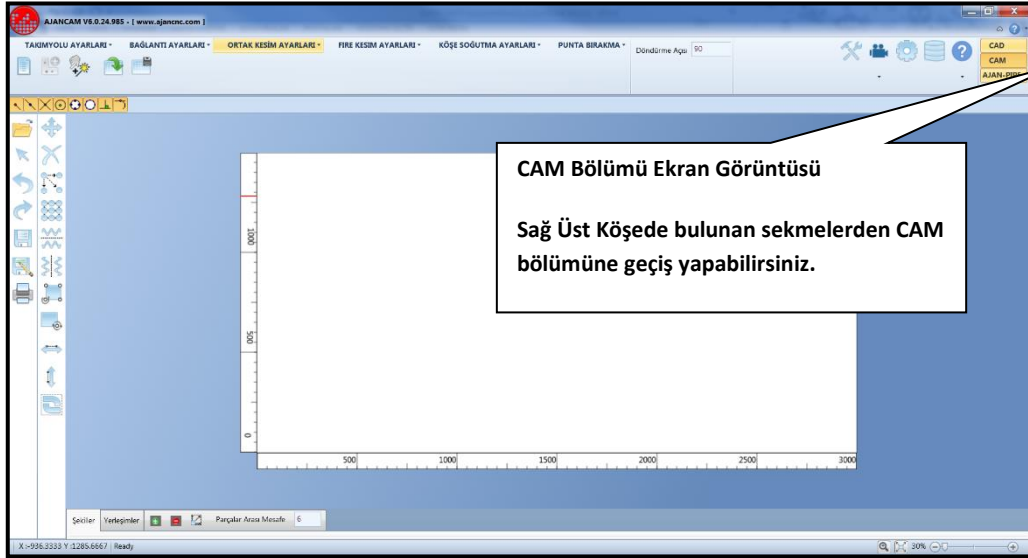 AJANCAM V6.0.24.985 - [ www.ajancnc.com ]
TAKIMYOLU AYARLARI BAĞLANTI AYARLARI ORTAK KESİM AYARLARI FIRE KESIM AYARLARI KÖŞE SOĞUTMA AYARLARI PUNTA BIRAKMA Döndürme Açısı 90
CAD
CAM
AJAN-PIPE
CAM Bölümü Ekran Görüntüsü
Sağ Üst Köşede bulunan sekmelerden CAM
bölümüne geçiş yapabilirsiniz.
1000
500
0
500 1000 1500 2000 2500 3000
Şekiller Yerleşimler Parçalar Arası Mesafe 6
X :-936.3333 Y :1285.6667 Ready 30%